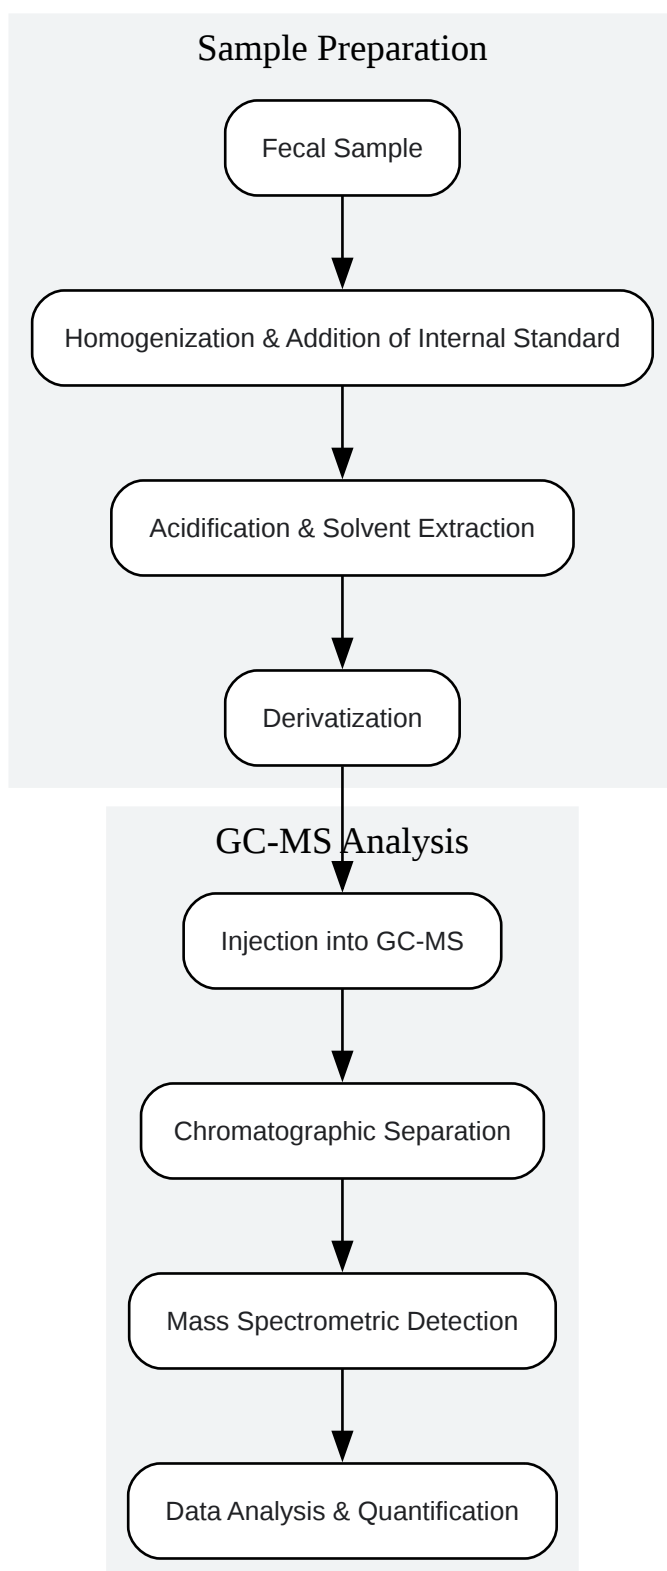 Sample Preparation
Fecal Sample
Homogenization & Addition of Internal Standard
Acidification & Solvent Extraction
Derivatization
GC-MS Analysis
Injection into GC-MS
Chromatographic Separation
Mass Spectrometric Detection
Data Analysis & Quantification